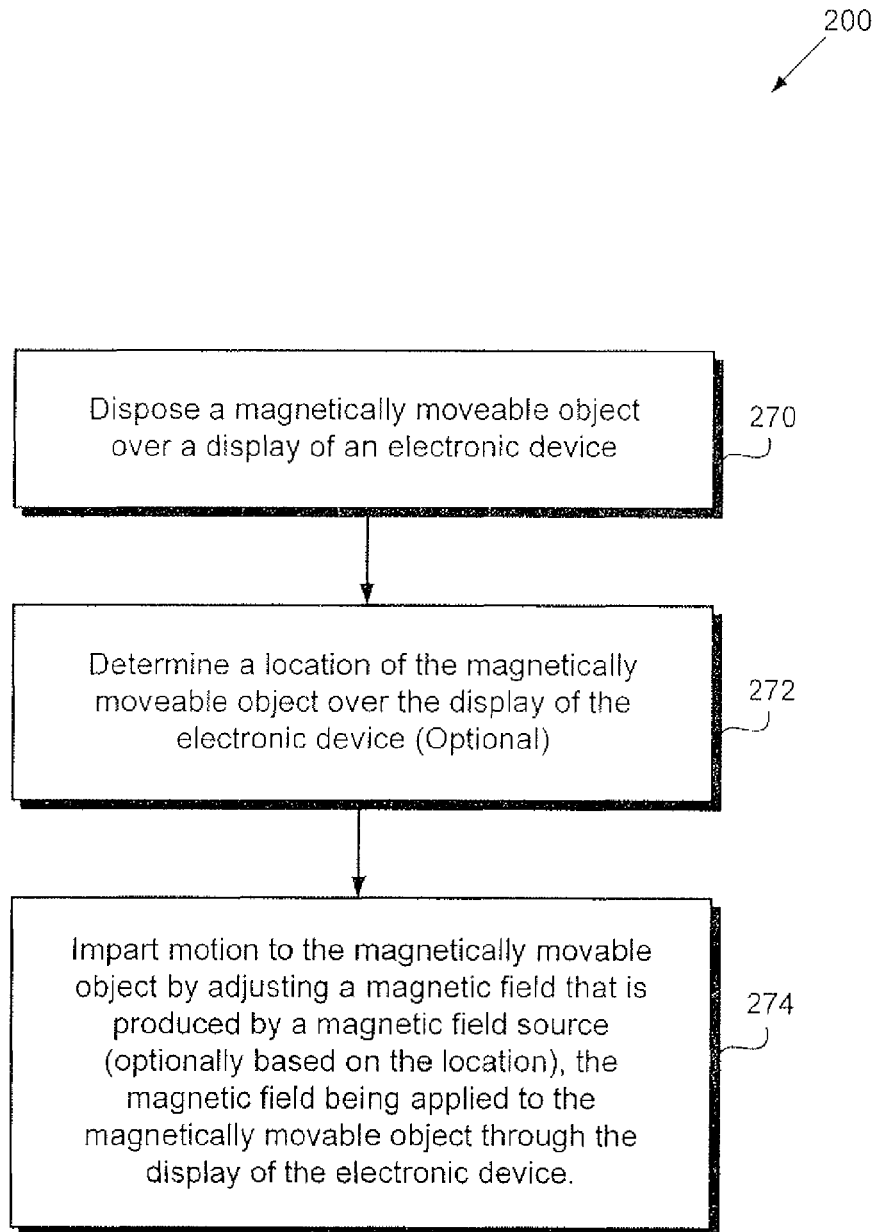 200
Dispose a magnetically moveable object
over a display of an electronic device
270
Determine a location of the magnetically
moveable object over the display of the
electronic device (Optional)
272
Impart motion to the magnetically movable
object by adjusting a magnetic field that is
produced by a magnetic field source
(optionally based on the location), the
magnetic field being applied to the
magnetically movable object through the
display of the electronic device.
274